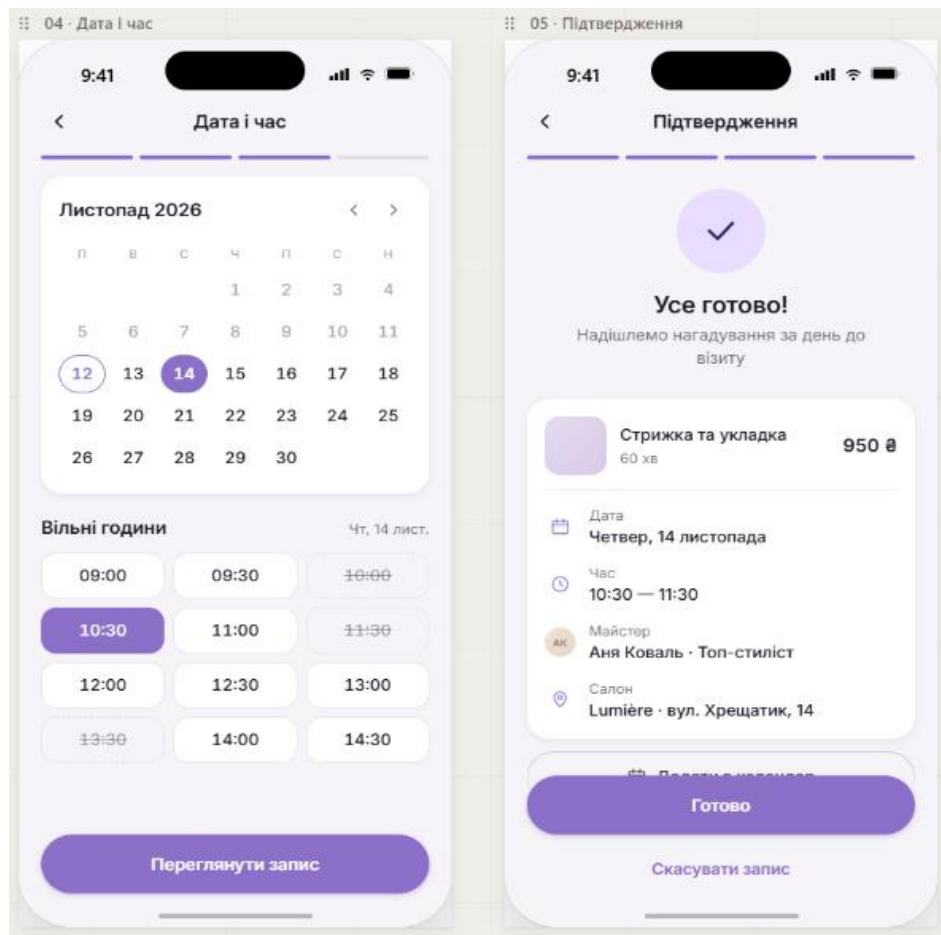 04 · Дата і час
9:41
Дата і час
Листопад 2026
П В С Ч П С Н
1 2 3 4
5 6 7 8 9 10 11
12 13 14 15 16 17 18
19 20 21 22 23 24 25
26 27 28 29 30
Вільні години Чт, 14 лист.
09:00 09:30 10:00
10:30 11:00 11:30
12:00 12:30 13:00
13:30 14:00 14:30
Переглянути запис
05 · Підтвердження
9:41
Підтвердження
Усе готово!
Надішлемо нагадування за день до
візиту
Стрижка та укладка 950 ₴
60 хв
Дата
Четвер, 14 листопада
Час
10:30 — 11:30
АК
Майстер
Аня Коваль · Топ-стиліст
Салон
Lumière · вул. Хрещатик, 14
Додати в календар
Готово
Скасувати запис